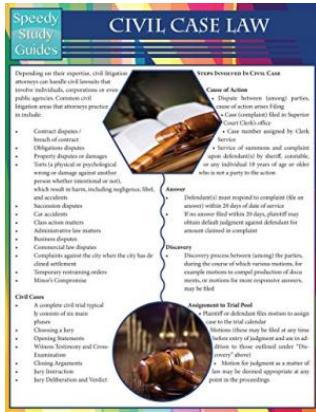 Speedy
Study
Guides
CIVIL CASE LAW
Depending on their expertise, civil litigation
attorneys can handle civil lawsuits that
involve individuals, corporations or even
public agencies. Common civil
litigation areas that attorneys practice
in include:
• Contract disputes /
breach of contract
• Obligations disputes
• Property disputes or damages
• Torts (a physical or psychological
wrong or damage against another
person whether intentional or not),
which result in harm, including negligence, libel,
and accidents
• Succession disputes
• Car accidents
• Class action matters
• Administrative law matters
• Business disputes
• Commercial law disputes
• Complaints against the city when the city has de
clined settlement
• Temporary restraining orders
• Minor's Compromise
Civil Cases
• A complete civil trial typical
ly consists of six main
phases
• Choosing a Jury
• Opening Statements
• Witness Testimony and Cross-
Examination
• Closing Arguments
• Jury Instruction
• Jury Deliberation and Verdict
STEPS INVOLVED IN CIVIL CASE
Cause of Action
• Dispute between (among) parties,
cause of action arises Filing
• Case (complaint) filed in Superior
Court Clerk's office
• Case number assigned by Clerk
Service
• Service of summons and complaint
upon defendant(s) by sheriff, constable,
or any individual 18 years of age or older
who is not a party to the action
Answer
• Defendant(s) must respond to complaint (file an
answer) within 20 days of date of service
• If no answer filed within 20 days, plaintiff may
obtain default judgment against defendant for
amount claimed in complaint
Discovery
• Discovery process between (among) the parties,
during the course of which various motions, for
example motions to compel production of docu
ments, or motions for more responsive answers,
may be filed
Assignment to Trial Pool
• Plaintiff or defendant files motion to assign
case to the trial calendar
Motions (these may be filed at any time
before entry of judgment and are in ad-
dition to those outlined under "Dis-
covery" above)
• Motion for judgment as a matter of
law may be deemed appropriate at any
point in the proceedings.